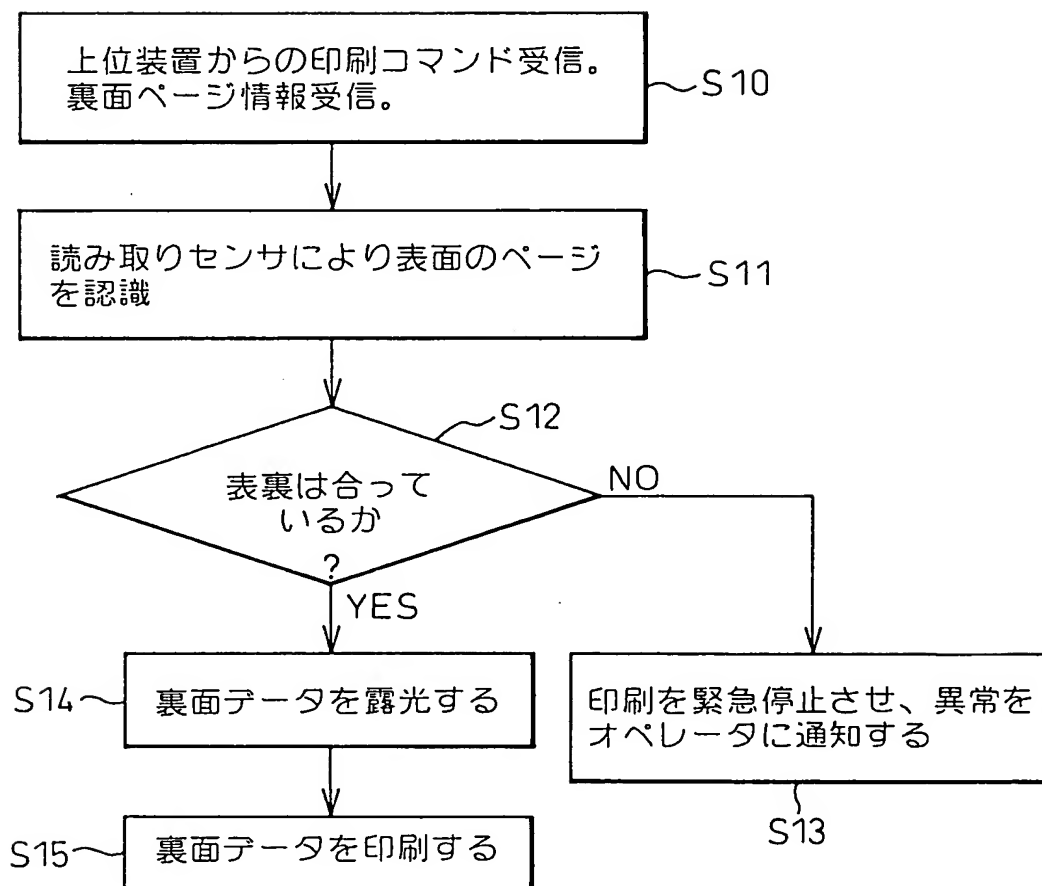 上位装置からの印刷コマンド受信。
裏面ページ情報受信。
S10
読み取りセンサにより表面のページ
を認識
S11
S12
表裏は合って
いるか
?
NO
YES
S14
裏面データを露光する
印刷を緊急停止させ、異常を
オペレータに通知する
S13
S15
裏面データを印刷する